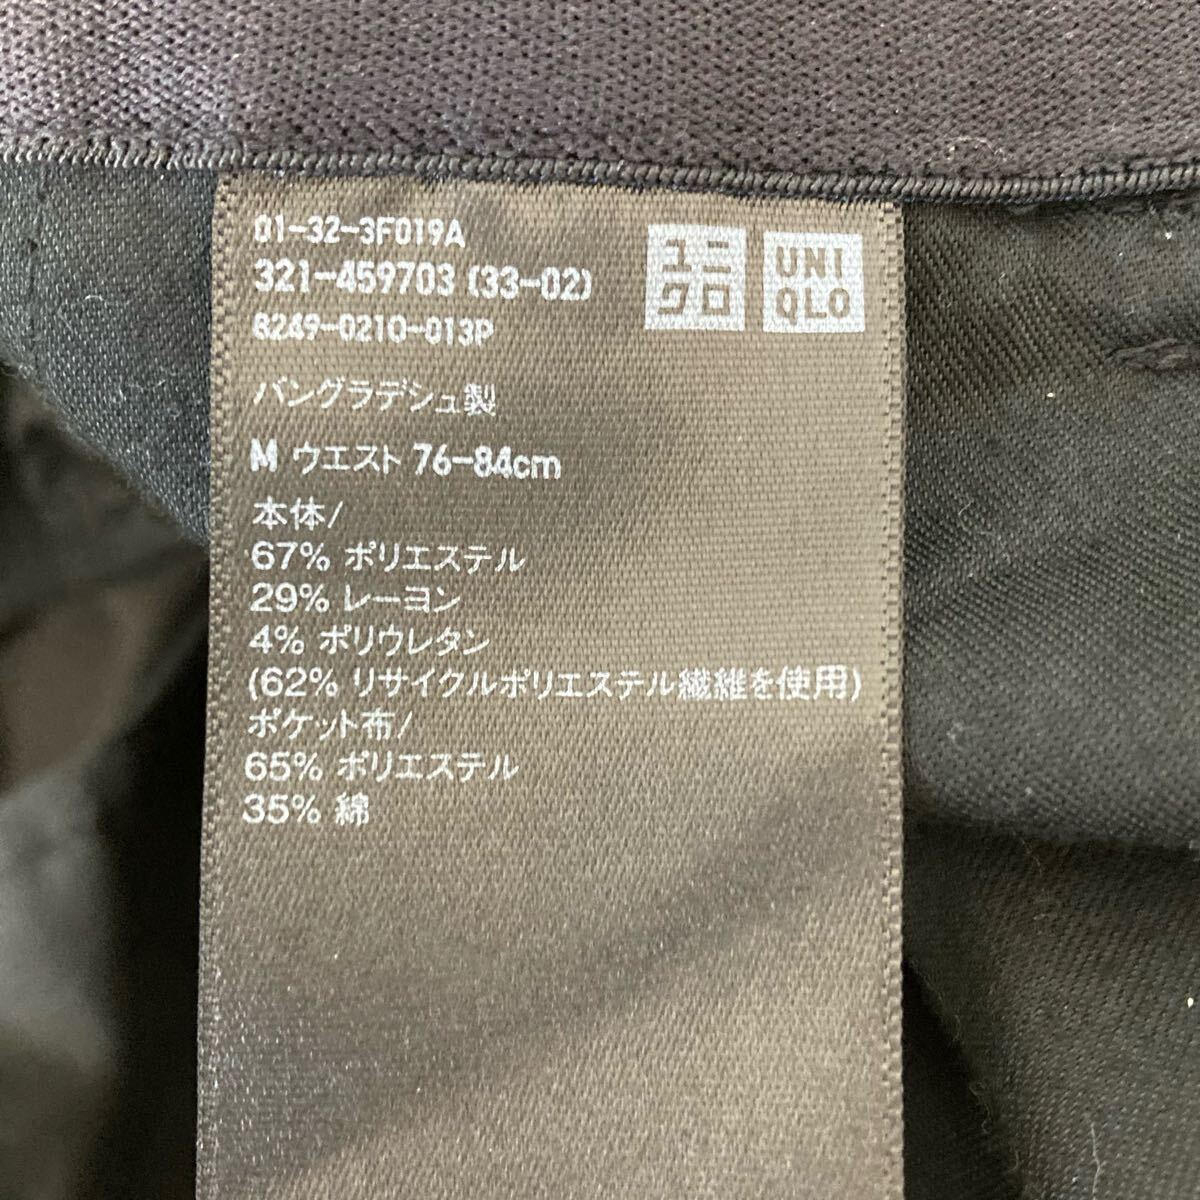 01-32-3F019A
321-459703 (33-02)
8249-0210-013P
ユニ
クロ
UNI
QLO
バングラデシュ製
M ウエスト 76-84cm
本体/
67% ポリエステル
29% レーヨン
4% ポリウレタン
(62% リサイクルポリエステル繊維を使用)
ポケット布/
65% ポリエステル
35% 綿